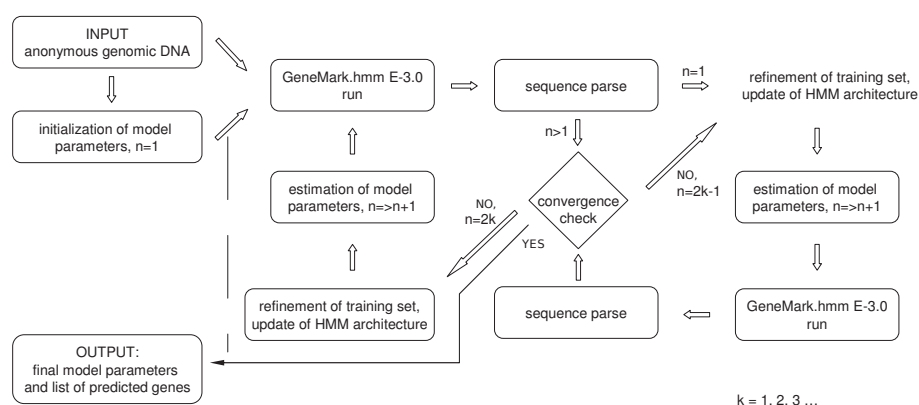 INPUT
anonymous genomic DNA
initialization of model
parameters, n=1
GeneMark.hmm E-3.0
run
sequence parse
n=1
refinement of training set,
update of HMM architecture
n>1
estimation of model
parameters, n=>n+1
NO,
n=2k
convergence
check
YES
NO,
n=2k-1
estimation of model
parameters, n=>n+1
refinement of training set,
update of HMM architecture
sequence parse
GeneMark.hmm E-3.0
run
OUTPUT:
final model parameters
and list of predicted genes
k = 1, 2, 3 ...